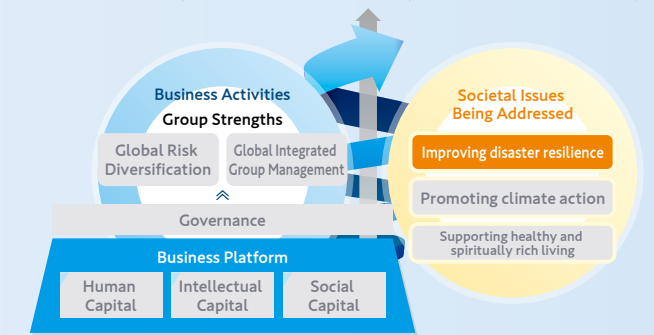 Business Activities
Group Strengths
Global Risk
Diversification
Global Integrated
Group Management
Governance
Business Platform
Human
Capital
Intellectual
Capital
Social
Capital
Societal Issues
Being Addressed
Improving disaster resilience
Promoting climate action
Supporting healthy and
spiritually rich living